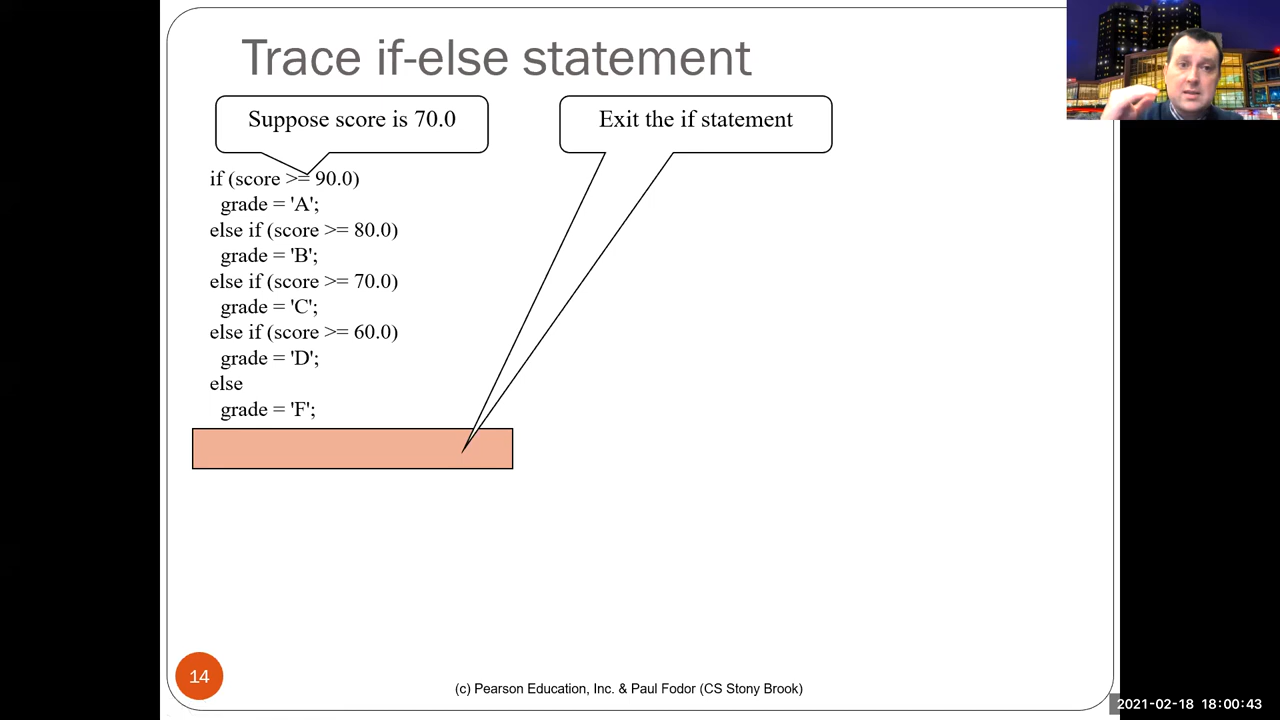 Trace if-else statement
Suppose score is 70.0
Exit the if statement
if (score >= 90.0)
grade = 'A';
else if (score >= 80.0)
grade = 'B';
else if (score >= 70.0)
grade = 'C';
else if (score >= 60.0)
grade = 'D';
else
grade = 'F';
14
(c) Pearson Education, Inc. & Paul Fodor (CS Stony Brook)
2021-02-18 18:00:43